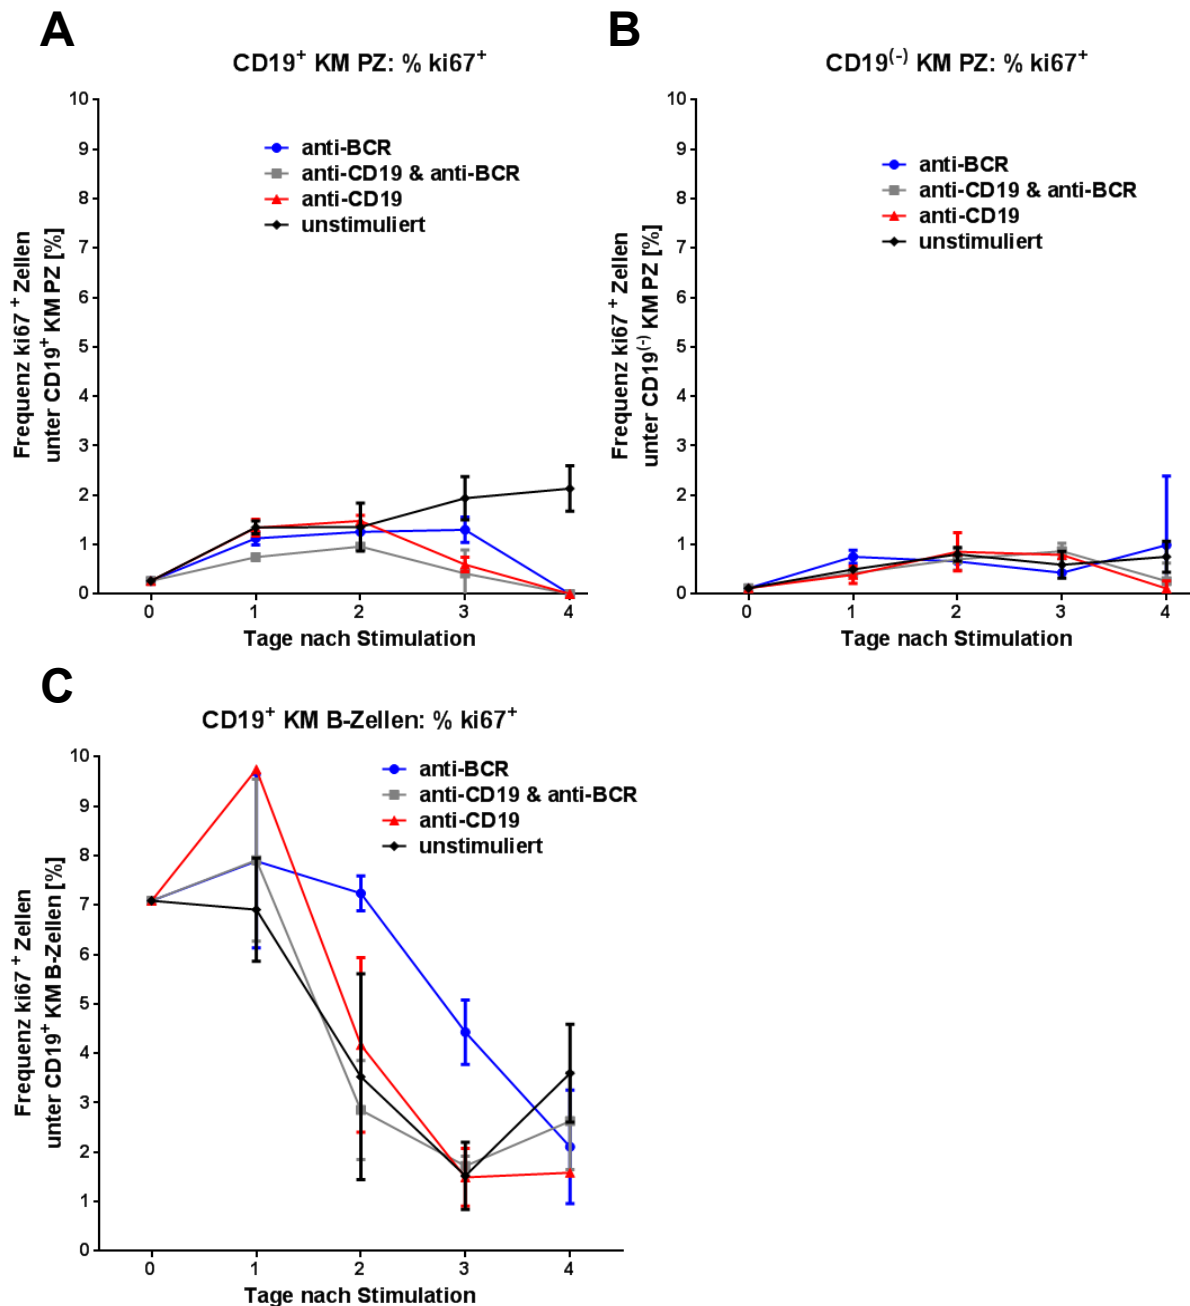 A
CD19⁺ KM PZ: % ki67⁺
Frequenz ki67 ⁺ Zellen
unter CD19⁺ KM PZ [%]
10
9
8
7
6
5
4
3
2
1
0
anti-BCR
anti-CD19 & anti-BCR
anti-CD19
unstimuliert
0 1 2 3 4
Tage nach Stimulation
B
CD19⁽⁻⁾ KM PZ: % ki67⁺
Frequenz ki67 ⁺ Zellen
unter CD19⁽⁻⁾ KM PZ [%]
10
9
8
7
6
5
4
3
2
1
0
anti-BCR
anti-CD19 & anti-BCR
anti-CD19
unstimuliert
0 1 2 3 4
Tage nach Stimulation
C
CD19⁺ KM B-Zellen: % ki67⁺
Frequenz ki67 ⁺ Zellen
unter CD19⁺ KM B-Zellen [%]
10
9
8
7
6
5
4
3
2
1
0
anti-BCR
anti-CD19 & anti-BCR
anti-CD19
unstimuliert
0 1 2 3 4
Tage nach Stimulation